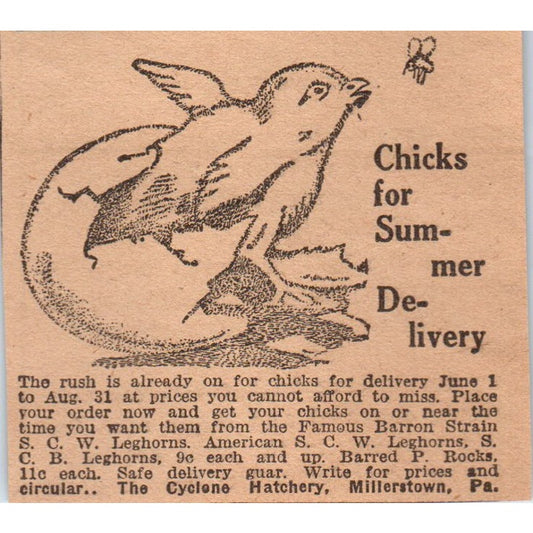 Chicks
for
Sum-
mer
De-
livery
The rush is already on for chicks for delivery June 1
to Aug. 31 at prices you cannot afford to miss. Place
your order now and get your chicks on or near the
time you want them from the Famous Barron Strain
S. C. W. Leghorns. American S. C. W. Leghorns, S.
C. B. Leghorns, 9c each and up. Barred P. Rocks,
11c each. Safe delivery guar. Write for prices and
circular.. The Cyclone Hatchery, Millerstown, Pa.